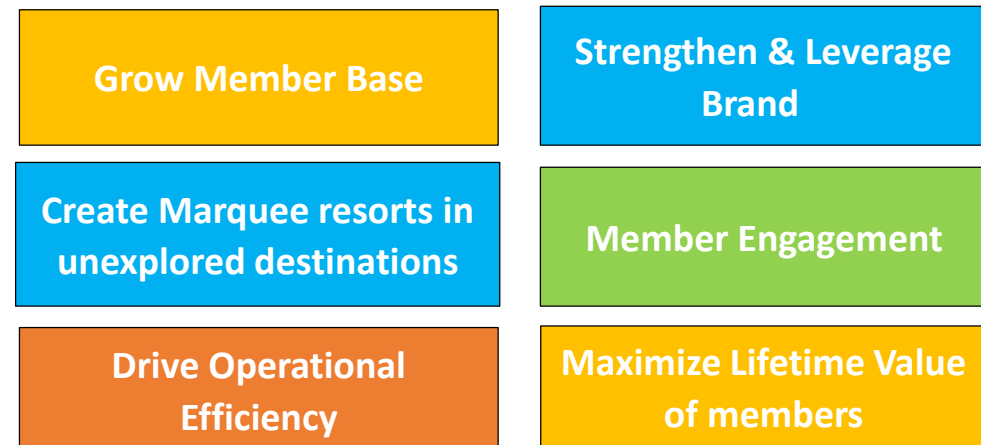 Grow Member Base
Strengthen & Leverage
Brand
Create Marquee resorts in
unexplored destinations
Member Engagement
Drive Operational
Efficiency
Maximize Lifetime Value
of members